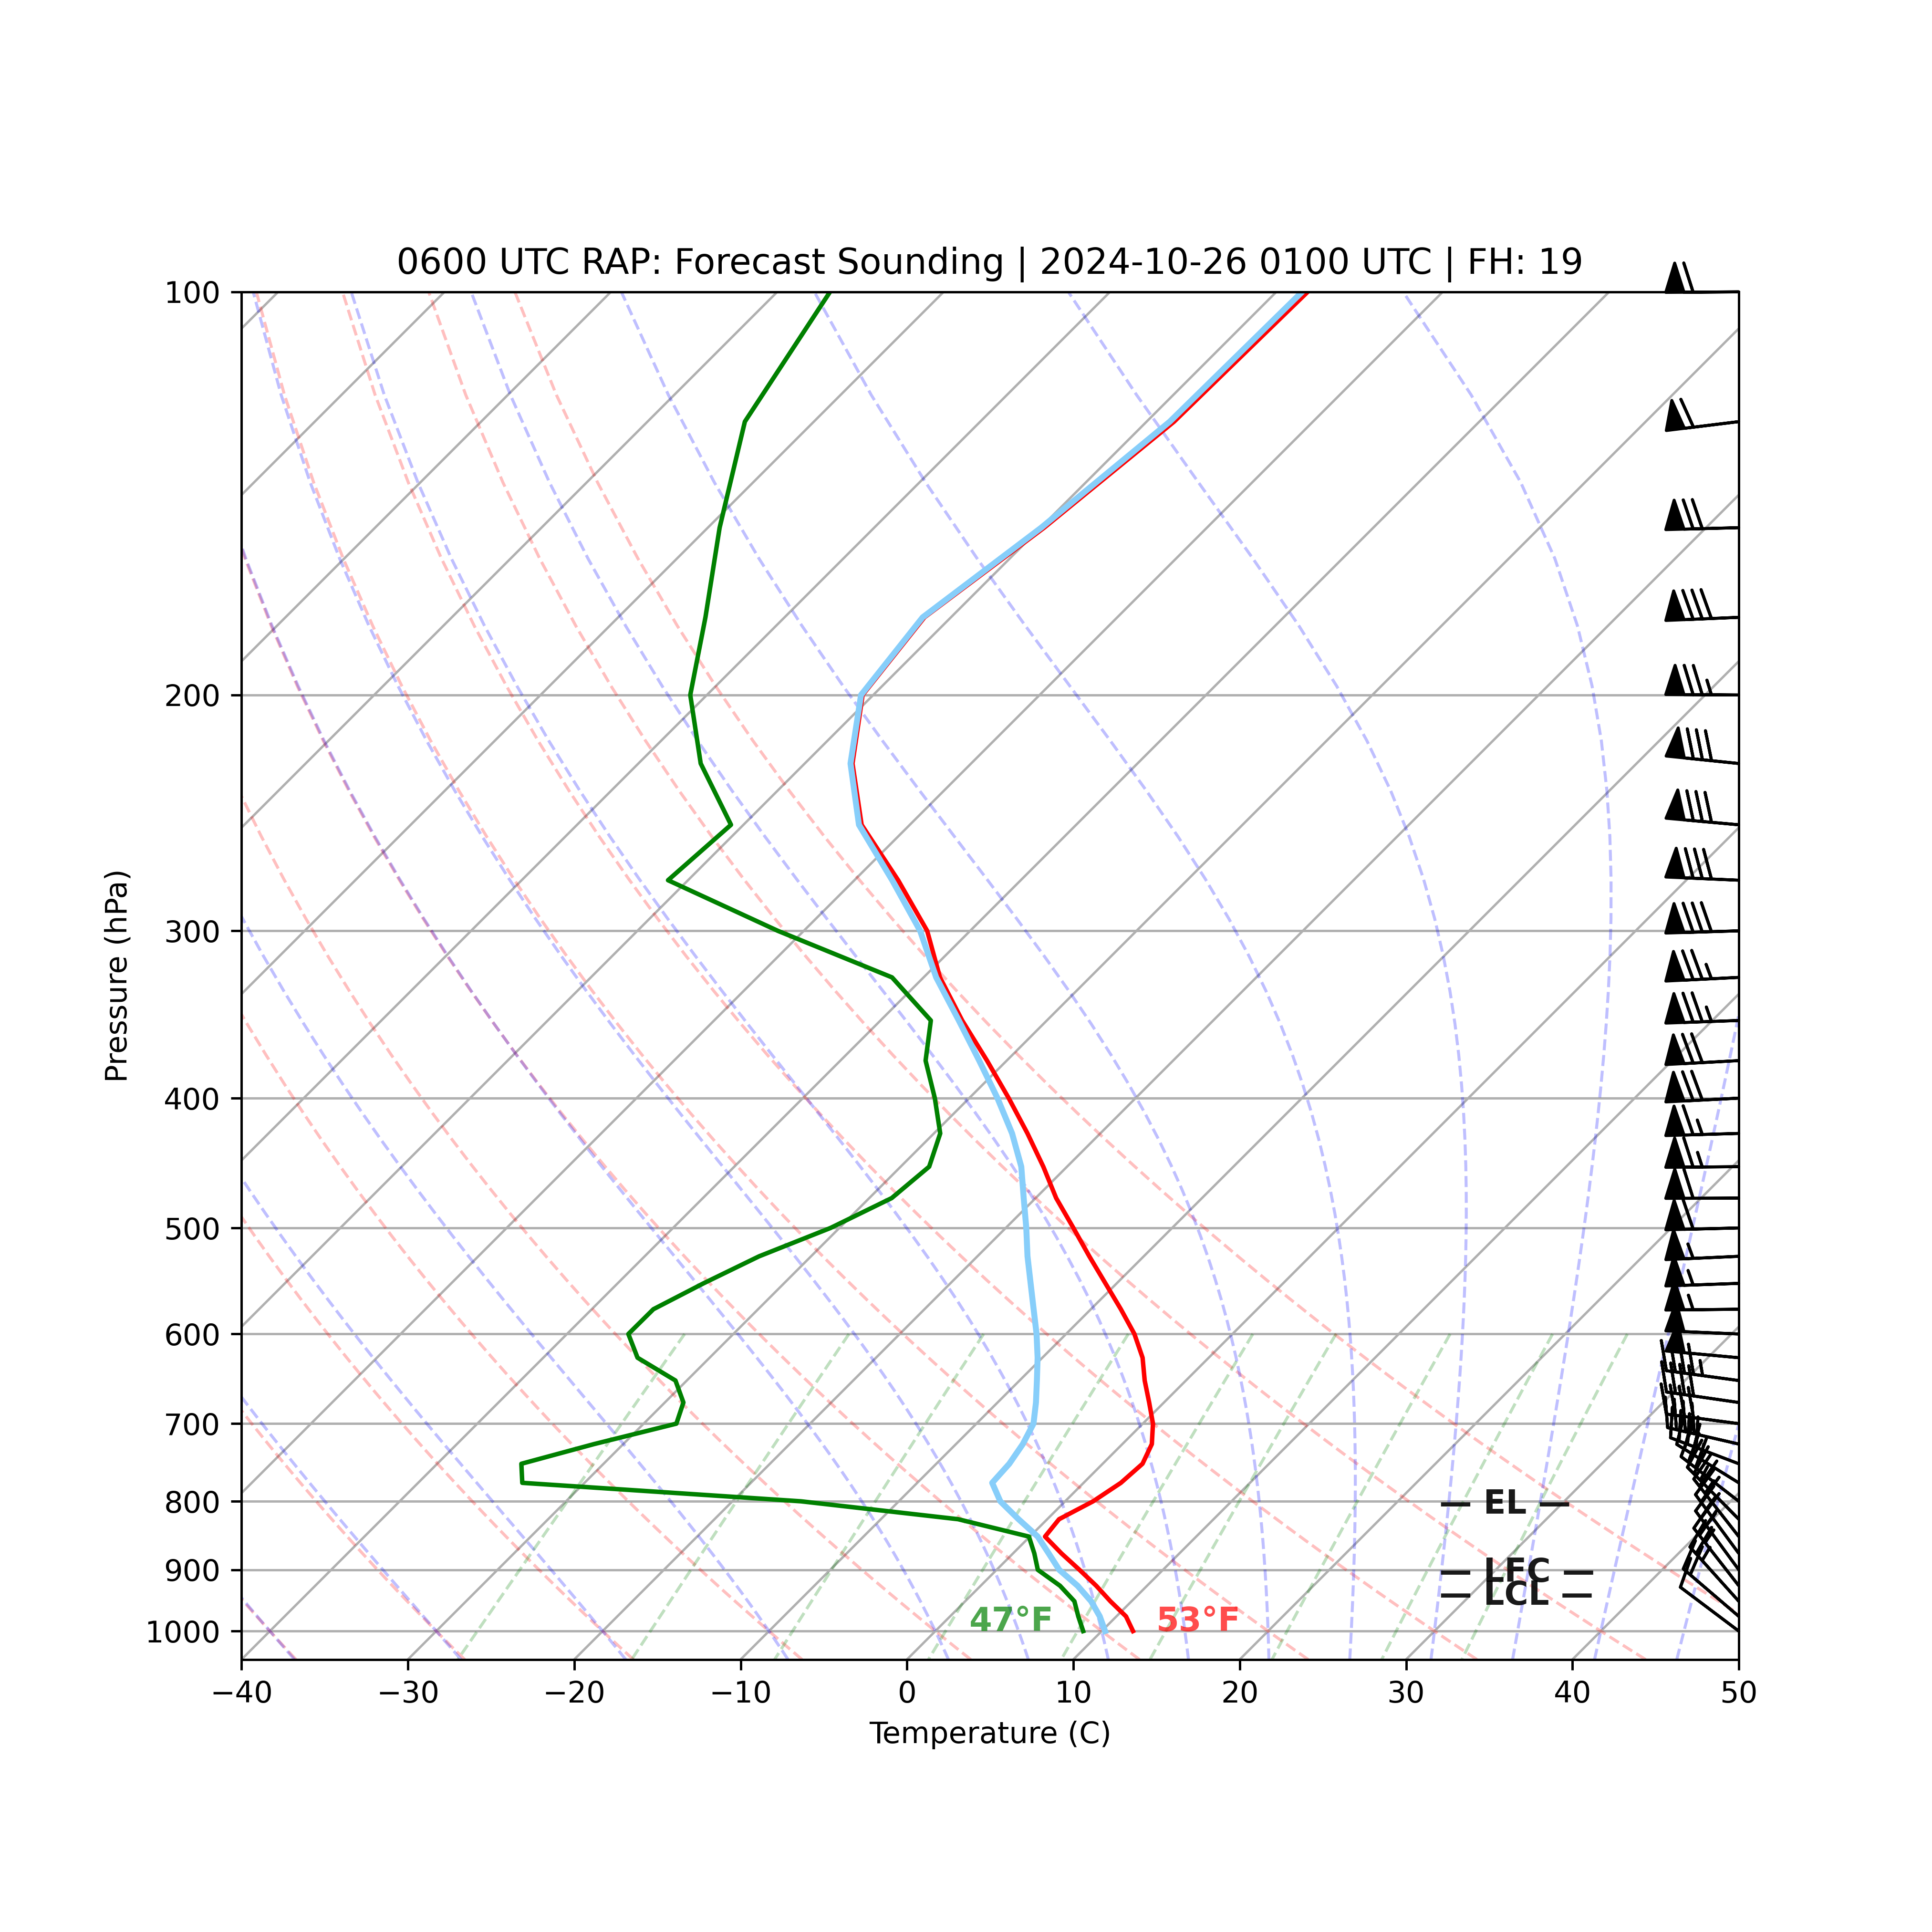 0600 UTC RAP: Forecast Sounding | 2024-10-26 0100 UTC | FH: 19
100
200
300
400
500
600
700
800
900
1000
Pressure (hPa)
— EL —
— LFC —
— LCL —
47°F 53°F
−40 −30 −20 −10 0 10 20 30 40 50
Temperature (C)